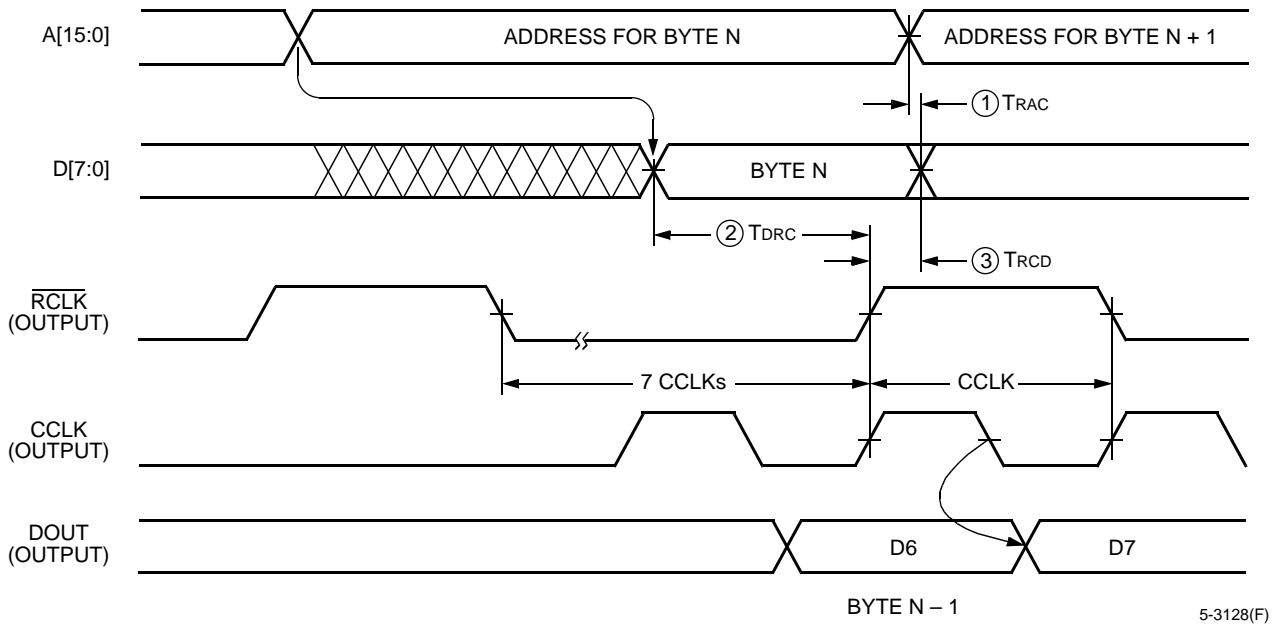 A[15:0]
ADDRESS FOR BYTE N
ADDRESS FOR BYTE N + 1
1 TRAC
D[7:0]
BYTE N
2 TDRC
3 TRCD
RCLK
(OUTPUT)
7 CCLKs
CCLK
CCLK
(OUTPUT)
DOUT
(OUTPUT)
D6
D7
BYTE N – 1
5-3128(F)